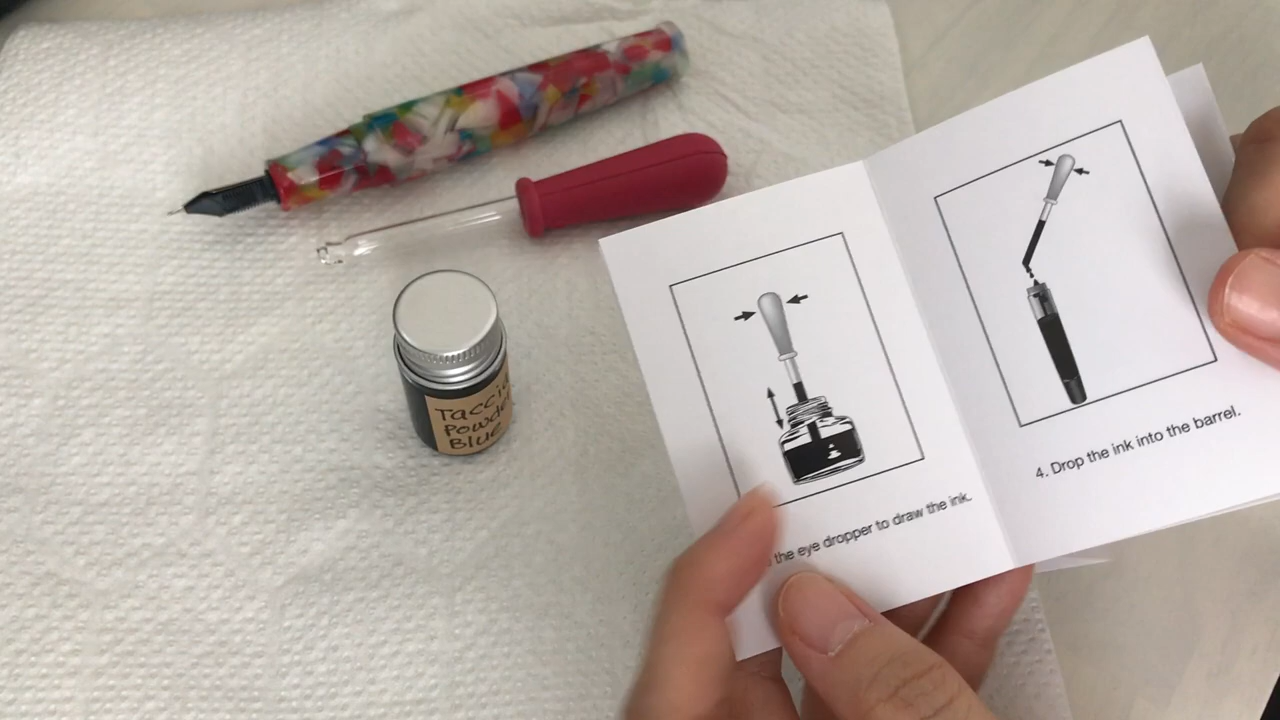 Taccia
Powder
Blue
the eye dropper to draw the ink.
4. Drop the ink into the barrel.